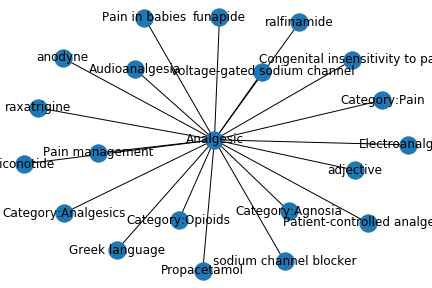 Pain in babies
funapide
ralfinamide
anodyne
Audioanalgesia
voltage-gated sodium channel
Congenital insensitivity to pa
raxatrigine
Category:Pain
Analgesic
Electroanalg
iconotide
Pain management
adjective
Category:Analgesics
Category:Opioids
Category:Agnosia
Patient-controlled analge
Greek language
sodium channel blocker
Propacetamol